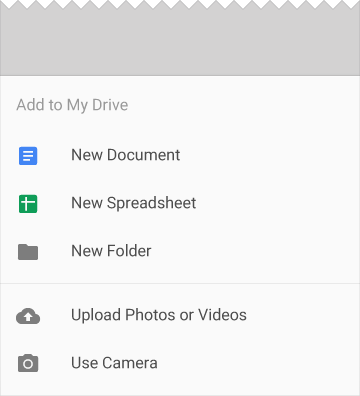 Add to My Drive
New Document
New Spreadsheet
New Folder
Upload Photos or Videos
Use Camera